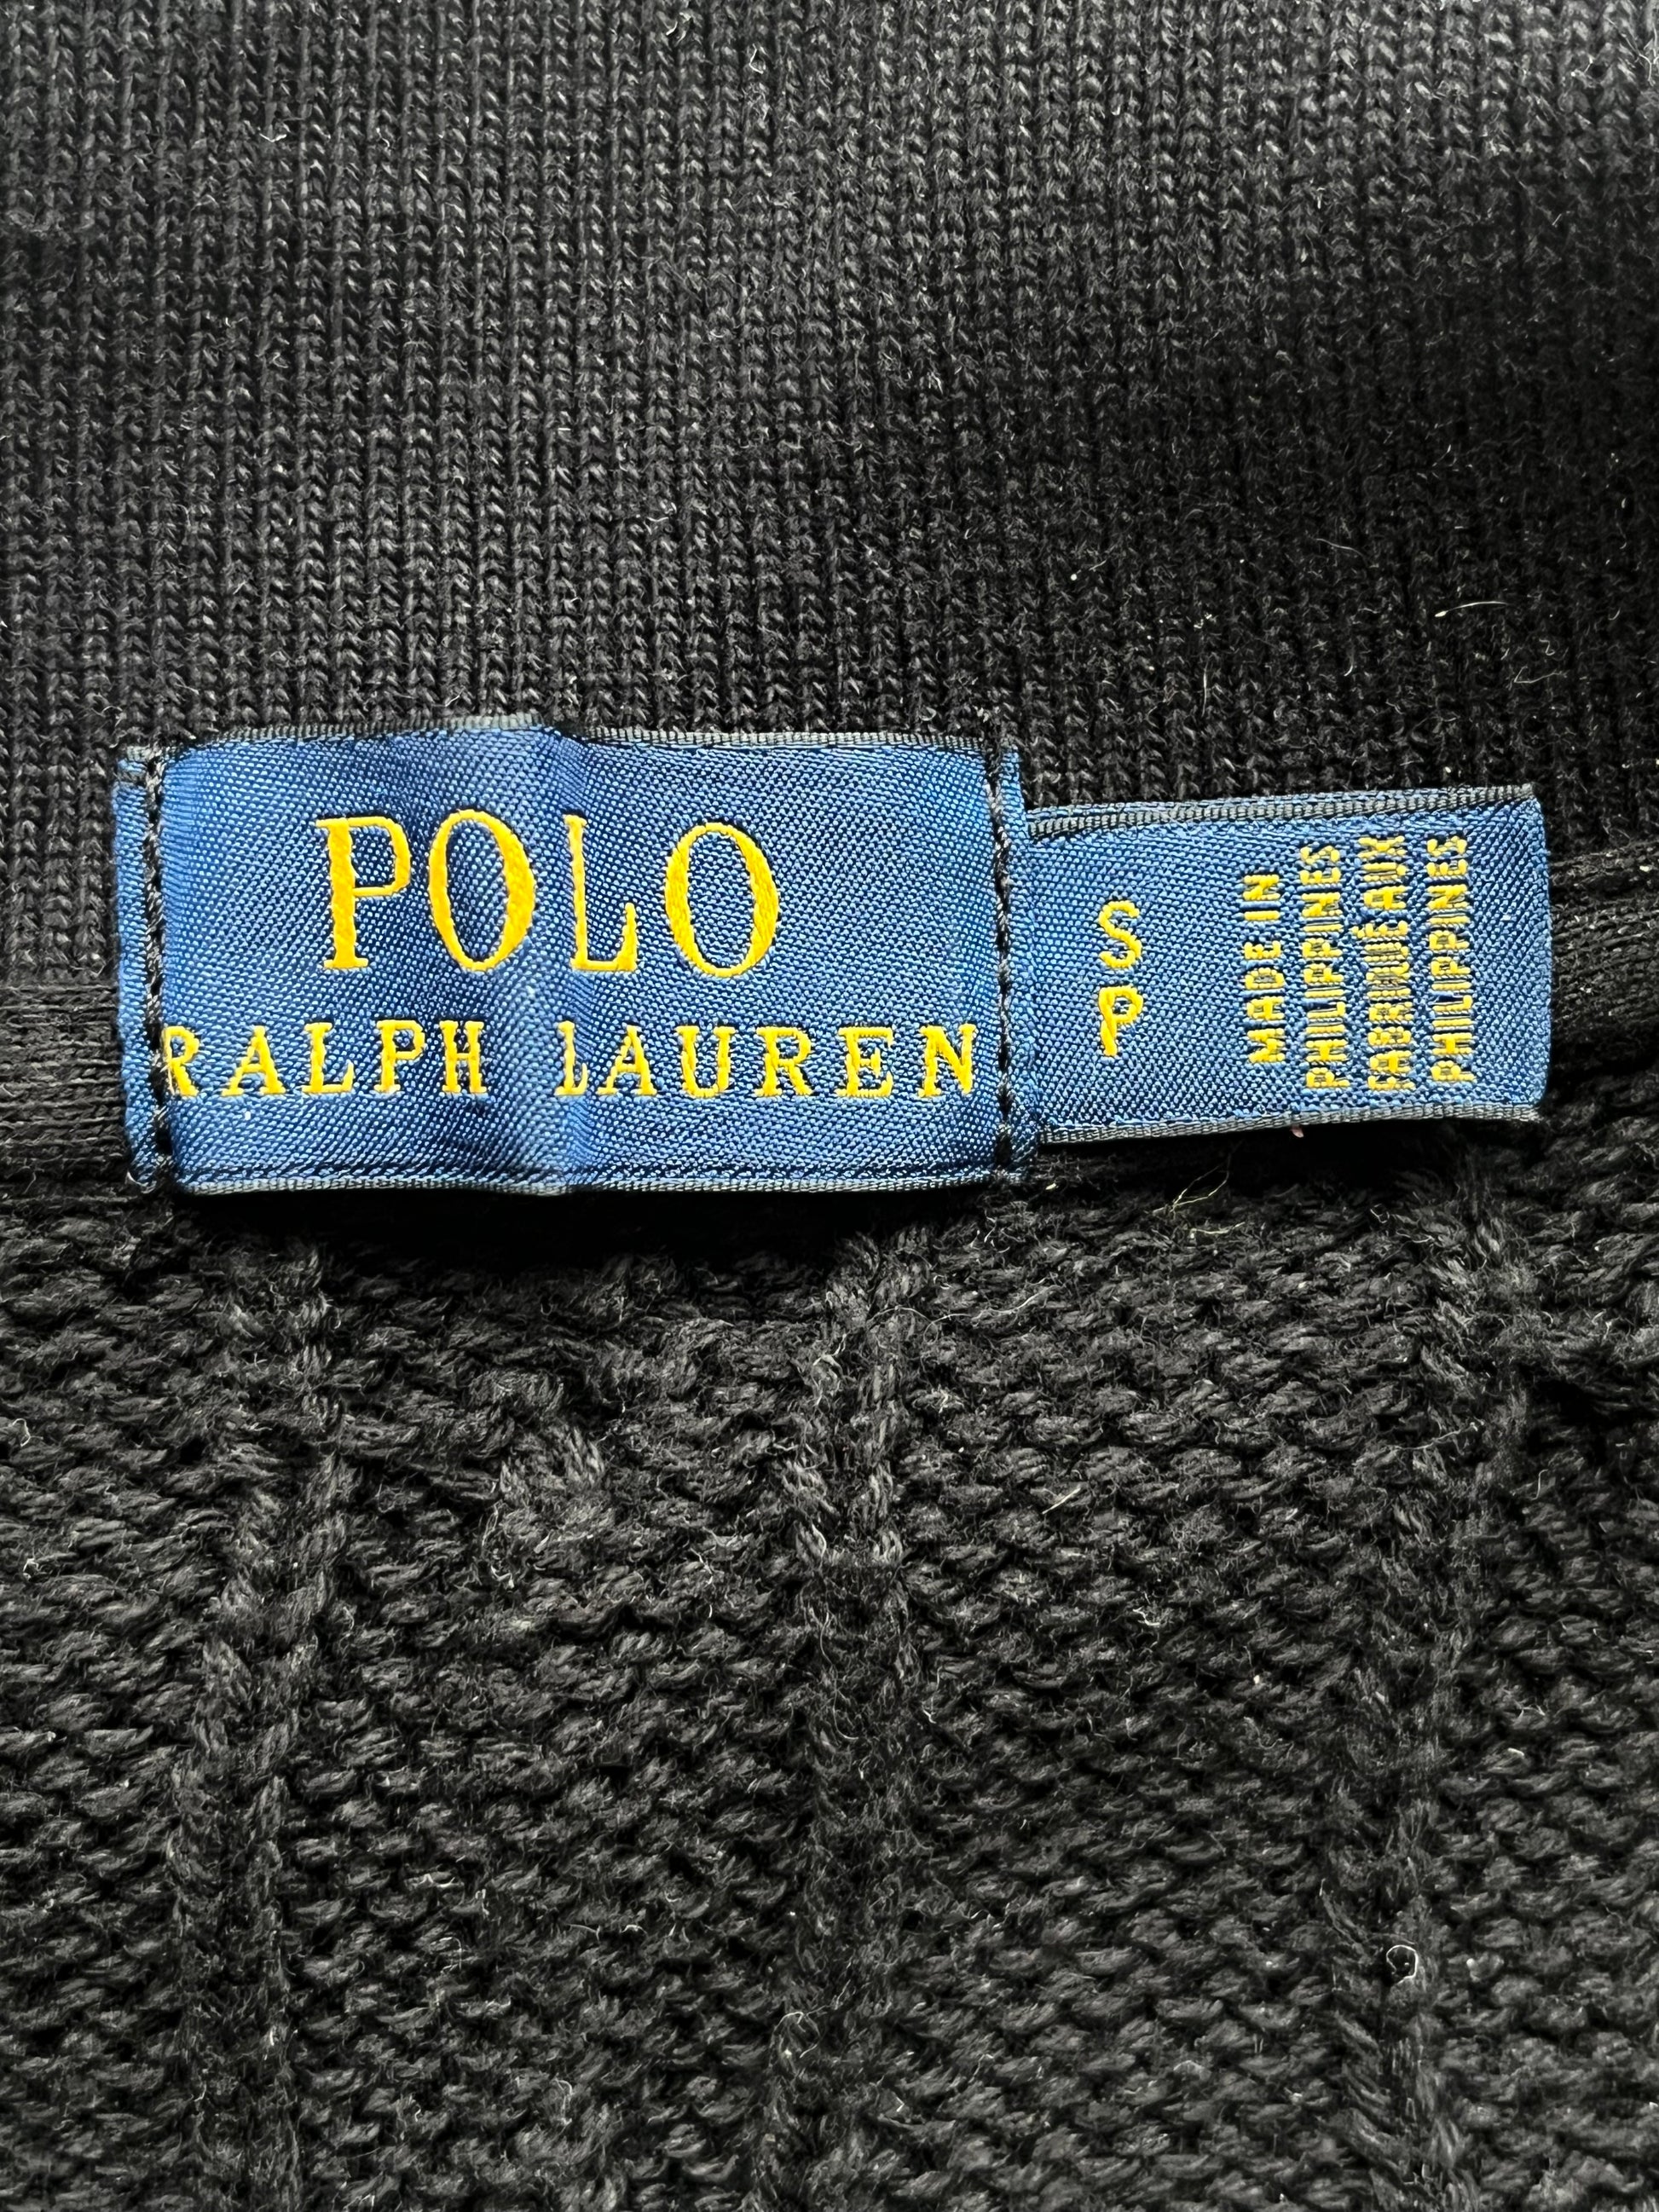 POLO
RALPH LAUREN
S
P
MADE IN
PHILIPPINES
FABRIQUÉ AUX
PHILIPPINES